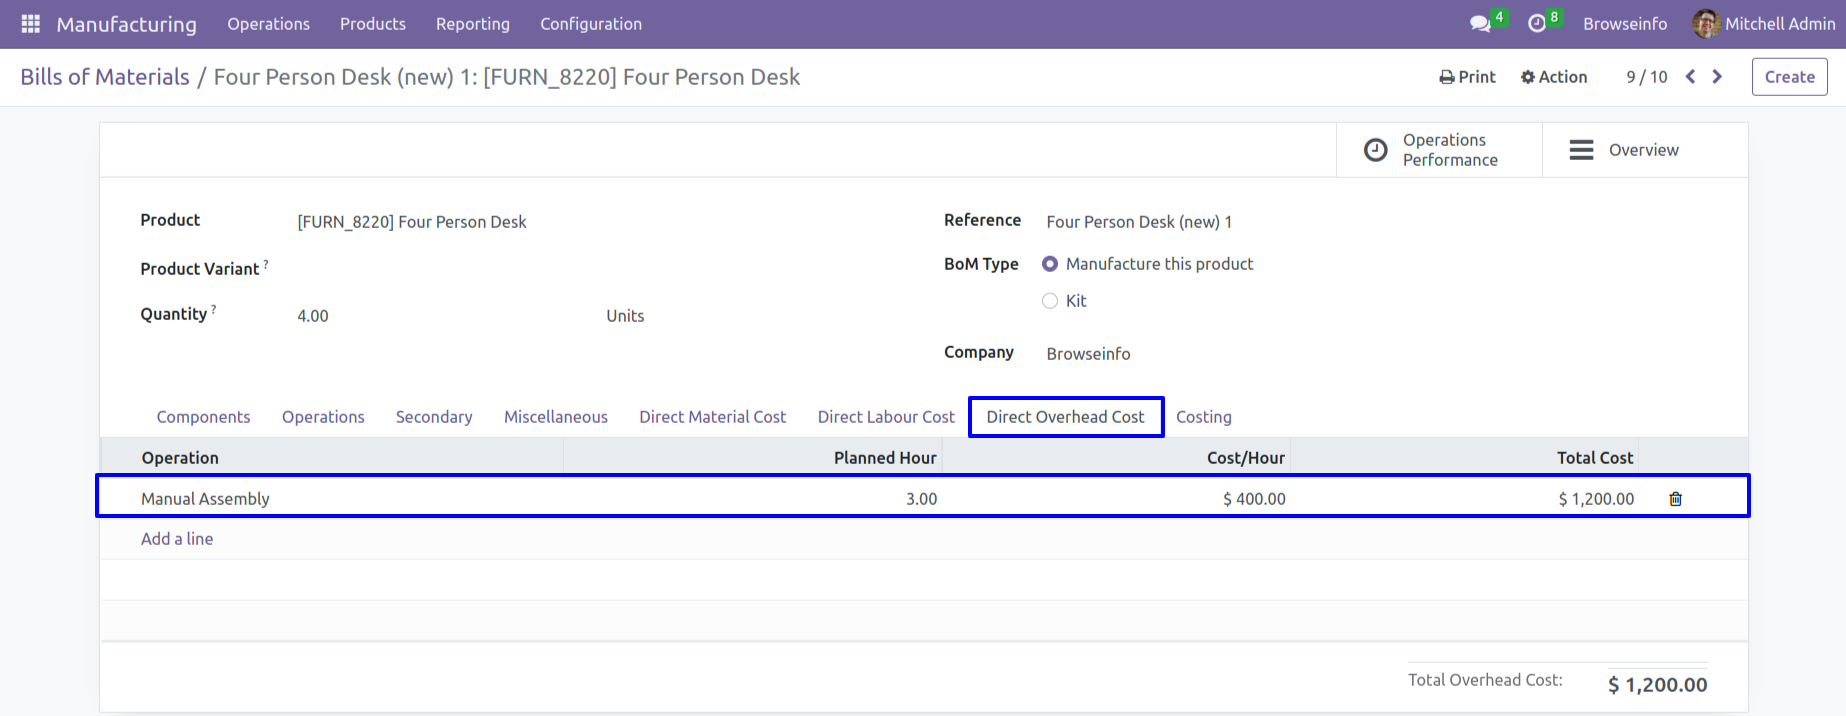 Manufacturing Operations Products Reporting Configuration 4 8 Browseinfo Mitchell Admin
Bills of Materials / Four Person Desk (new) 1: [FURN_8220] Four Person Desk Print Action 9 / 10 Create
Operations Performance Overview
Product [FURN_8220] Four Person Desk Reference Four Person Desk (new) 1
Product Variant ? BoM Type Manufacture this product
Kit
Quantity ? 4.00 Units
Company Browseinfo
Components Operations Secondary Miscellaneous Direct Material Cost Direct Labour Cost Direct Overhead Cost Costing
Operation Planned Hour Cost/Hour Total Cost
Manual Assembly 3.00 $ 400.00 $ 1,200.00
Add a line
Total Overhead Cost: $ 1,200.00